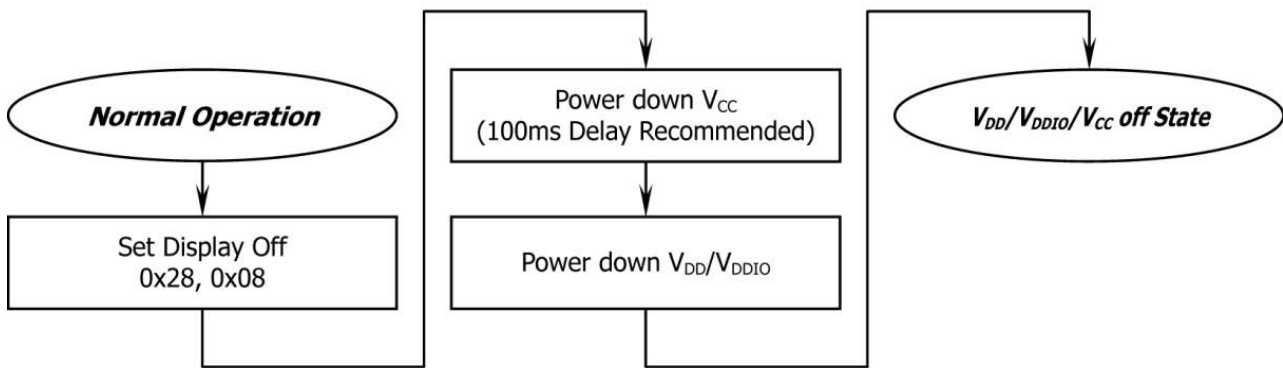 Normal Operation
Set Display Off
0x28, 0x08
Power down VCC
(100ms Delay Recommended)
Power down VDD/VDDIO
VDD/VDDIO/VCC off State